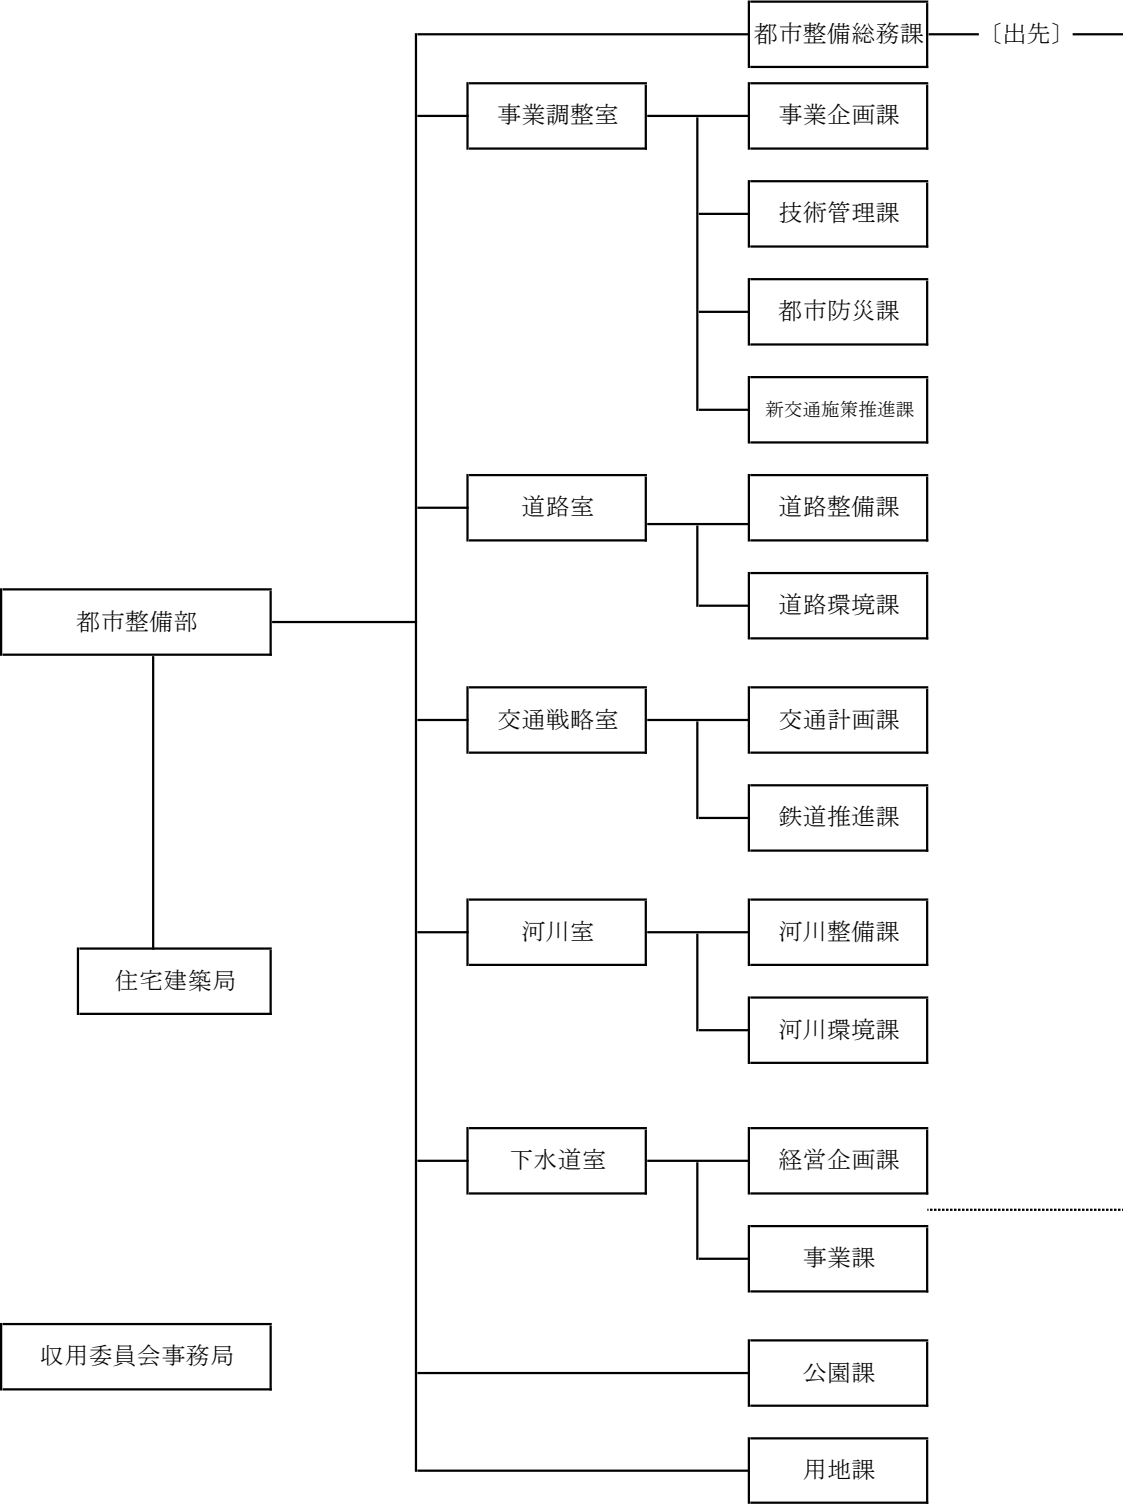 都市整備総務課
〔出先〕
事業調整室
事業企画課
技術管理課
都市防災課
新交通施策推進課
道路室
道路整備課
道路環境課
都市整備部
交通戦略室
交通計画課
鉄道推進課
河川室
河川整備課
住宅建築局
河川環境課
下水道室
経営企画課
事業課
収用委員会事務局
公園課
用地課